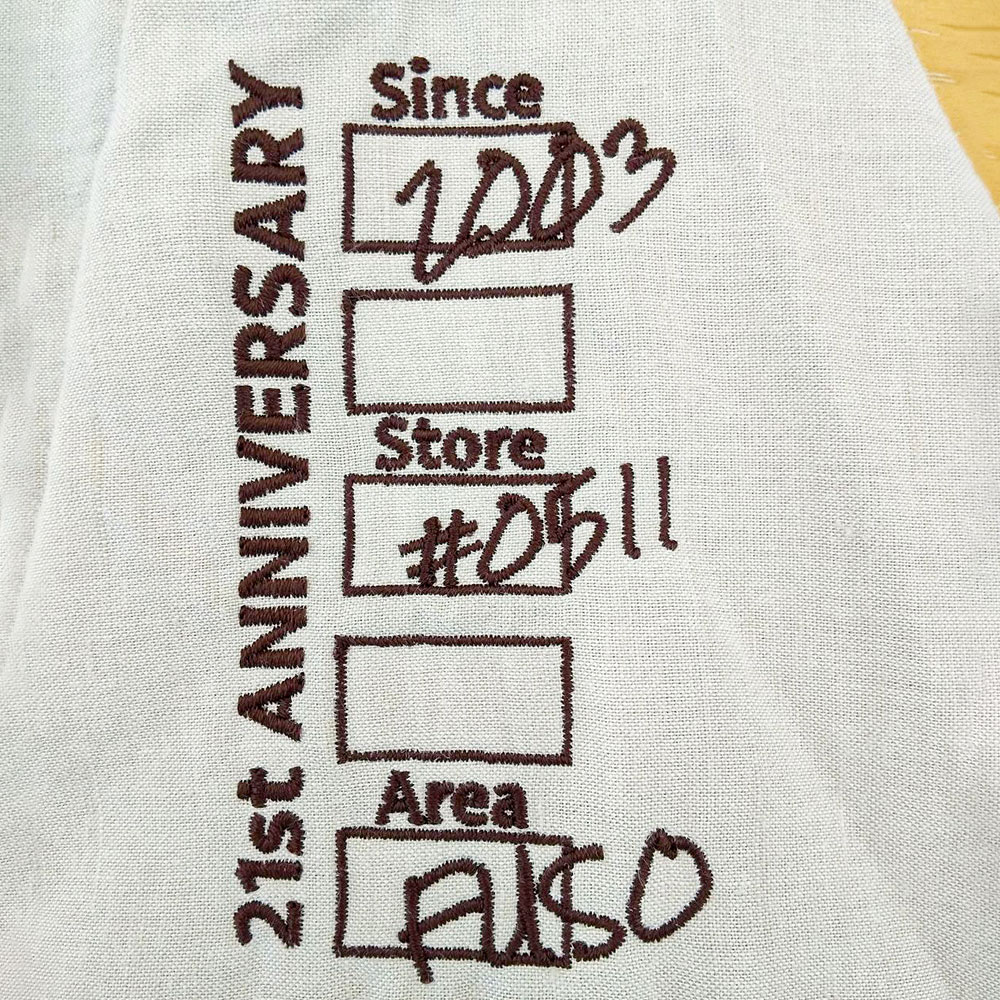 21st ANNIVERSARY
Since
2003
Store
#0511
Area
AISO